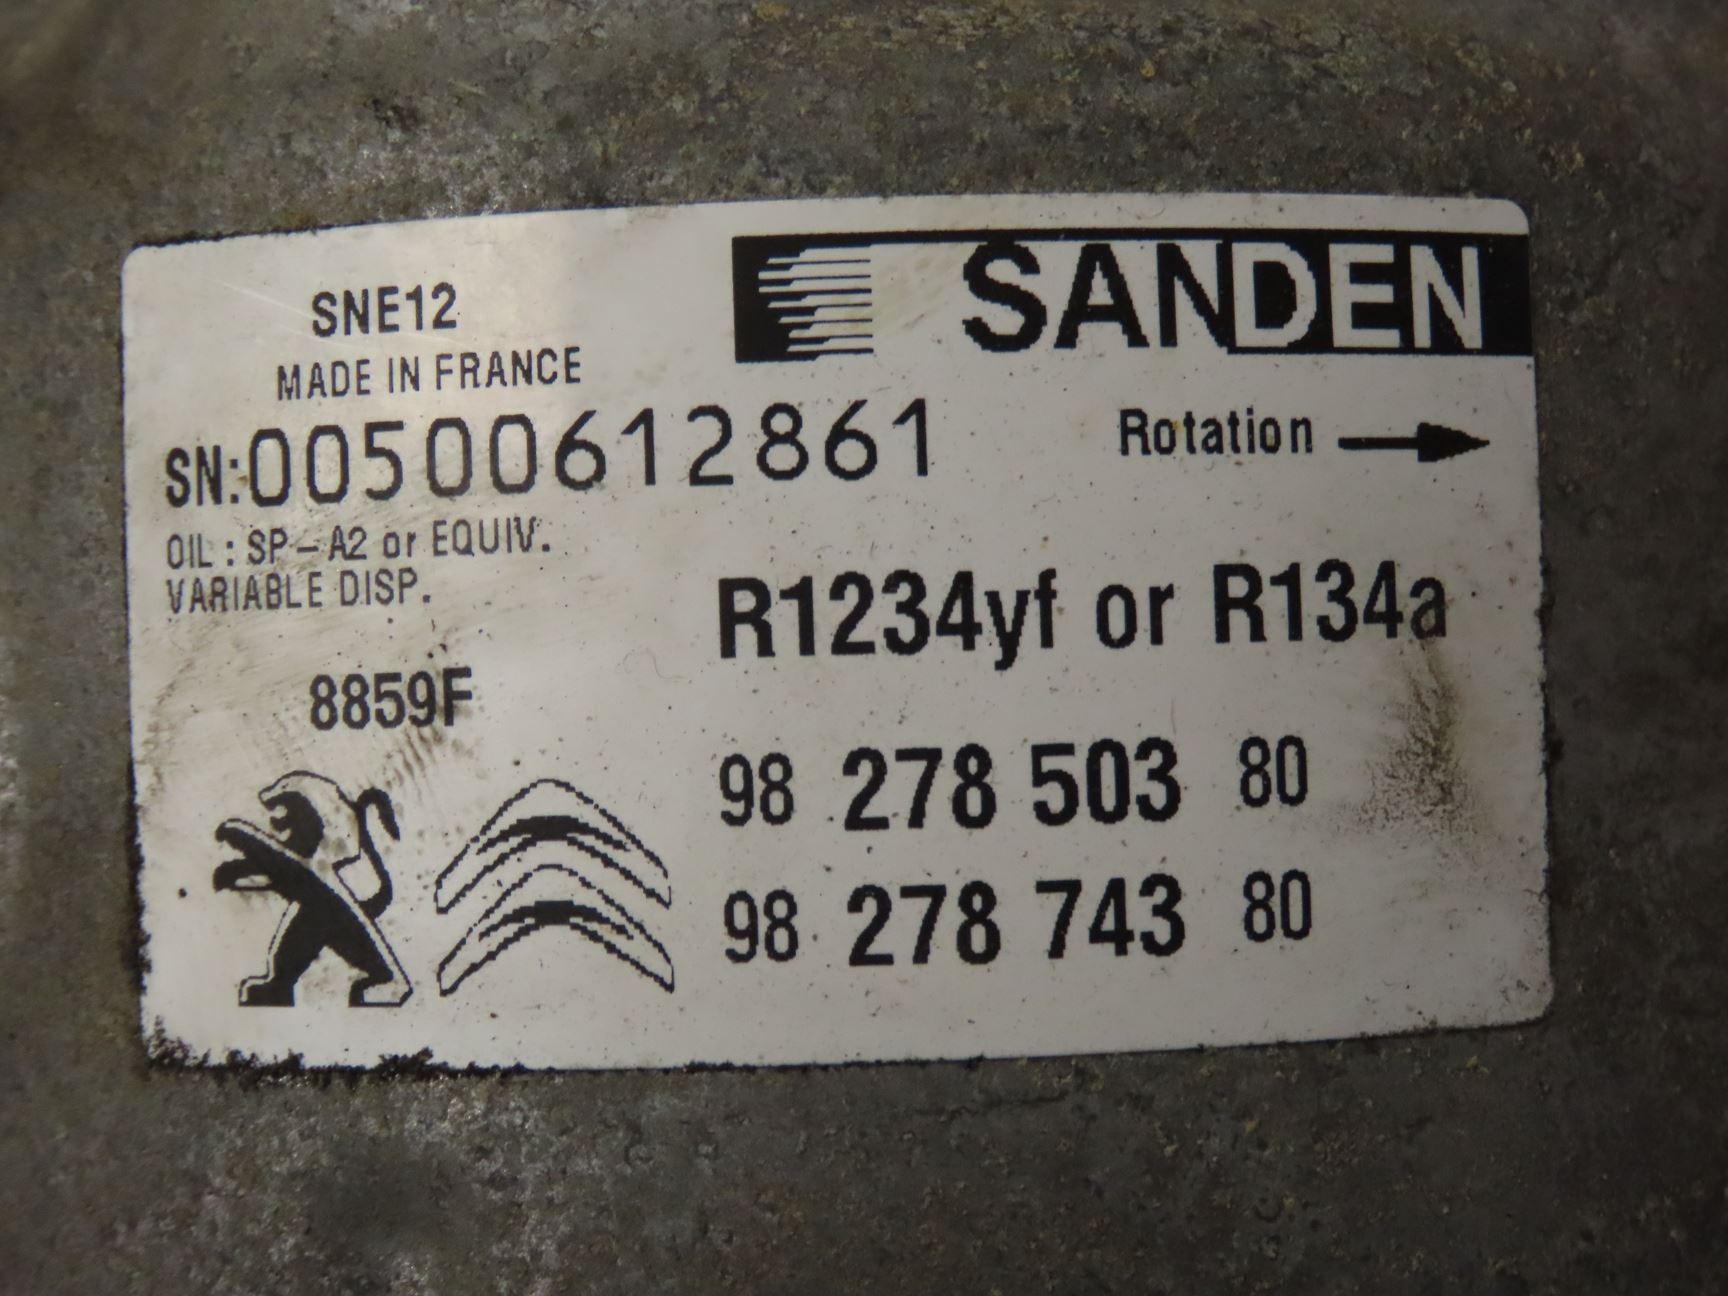 SNE12
MADE IN FRANCE
SANDEN
SN:00500612861
Rotation
OIL : SP-A2 or EQUIV.
VARIABLE DISP.
R1234yf or R134a
8859F
98 278 503 80
98 278 743 80